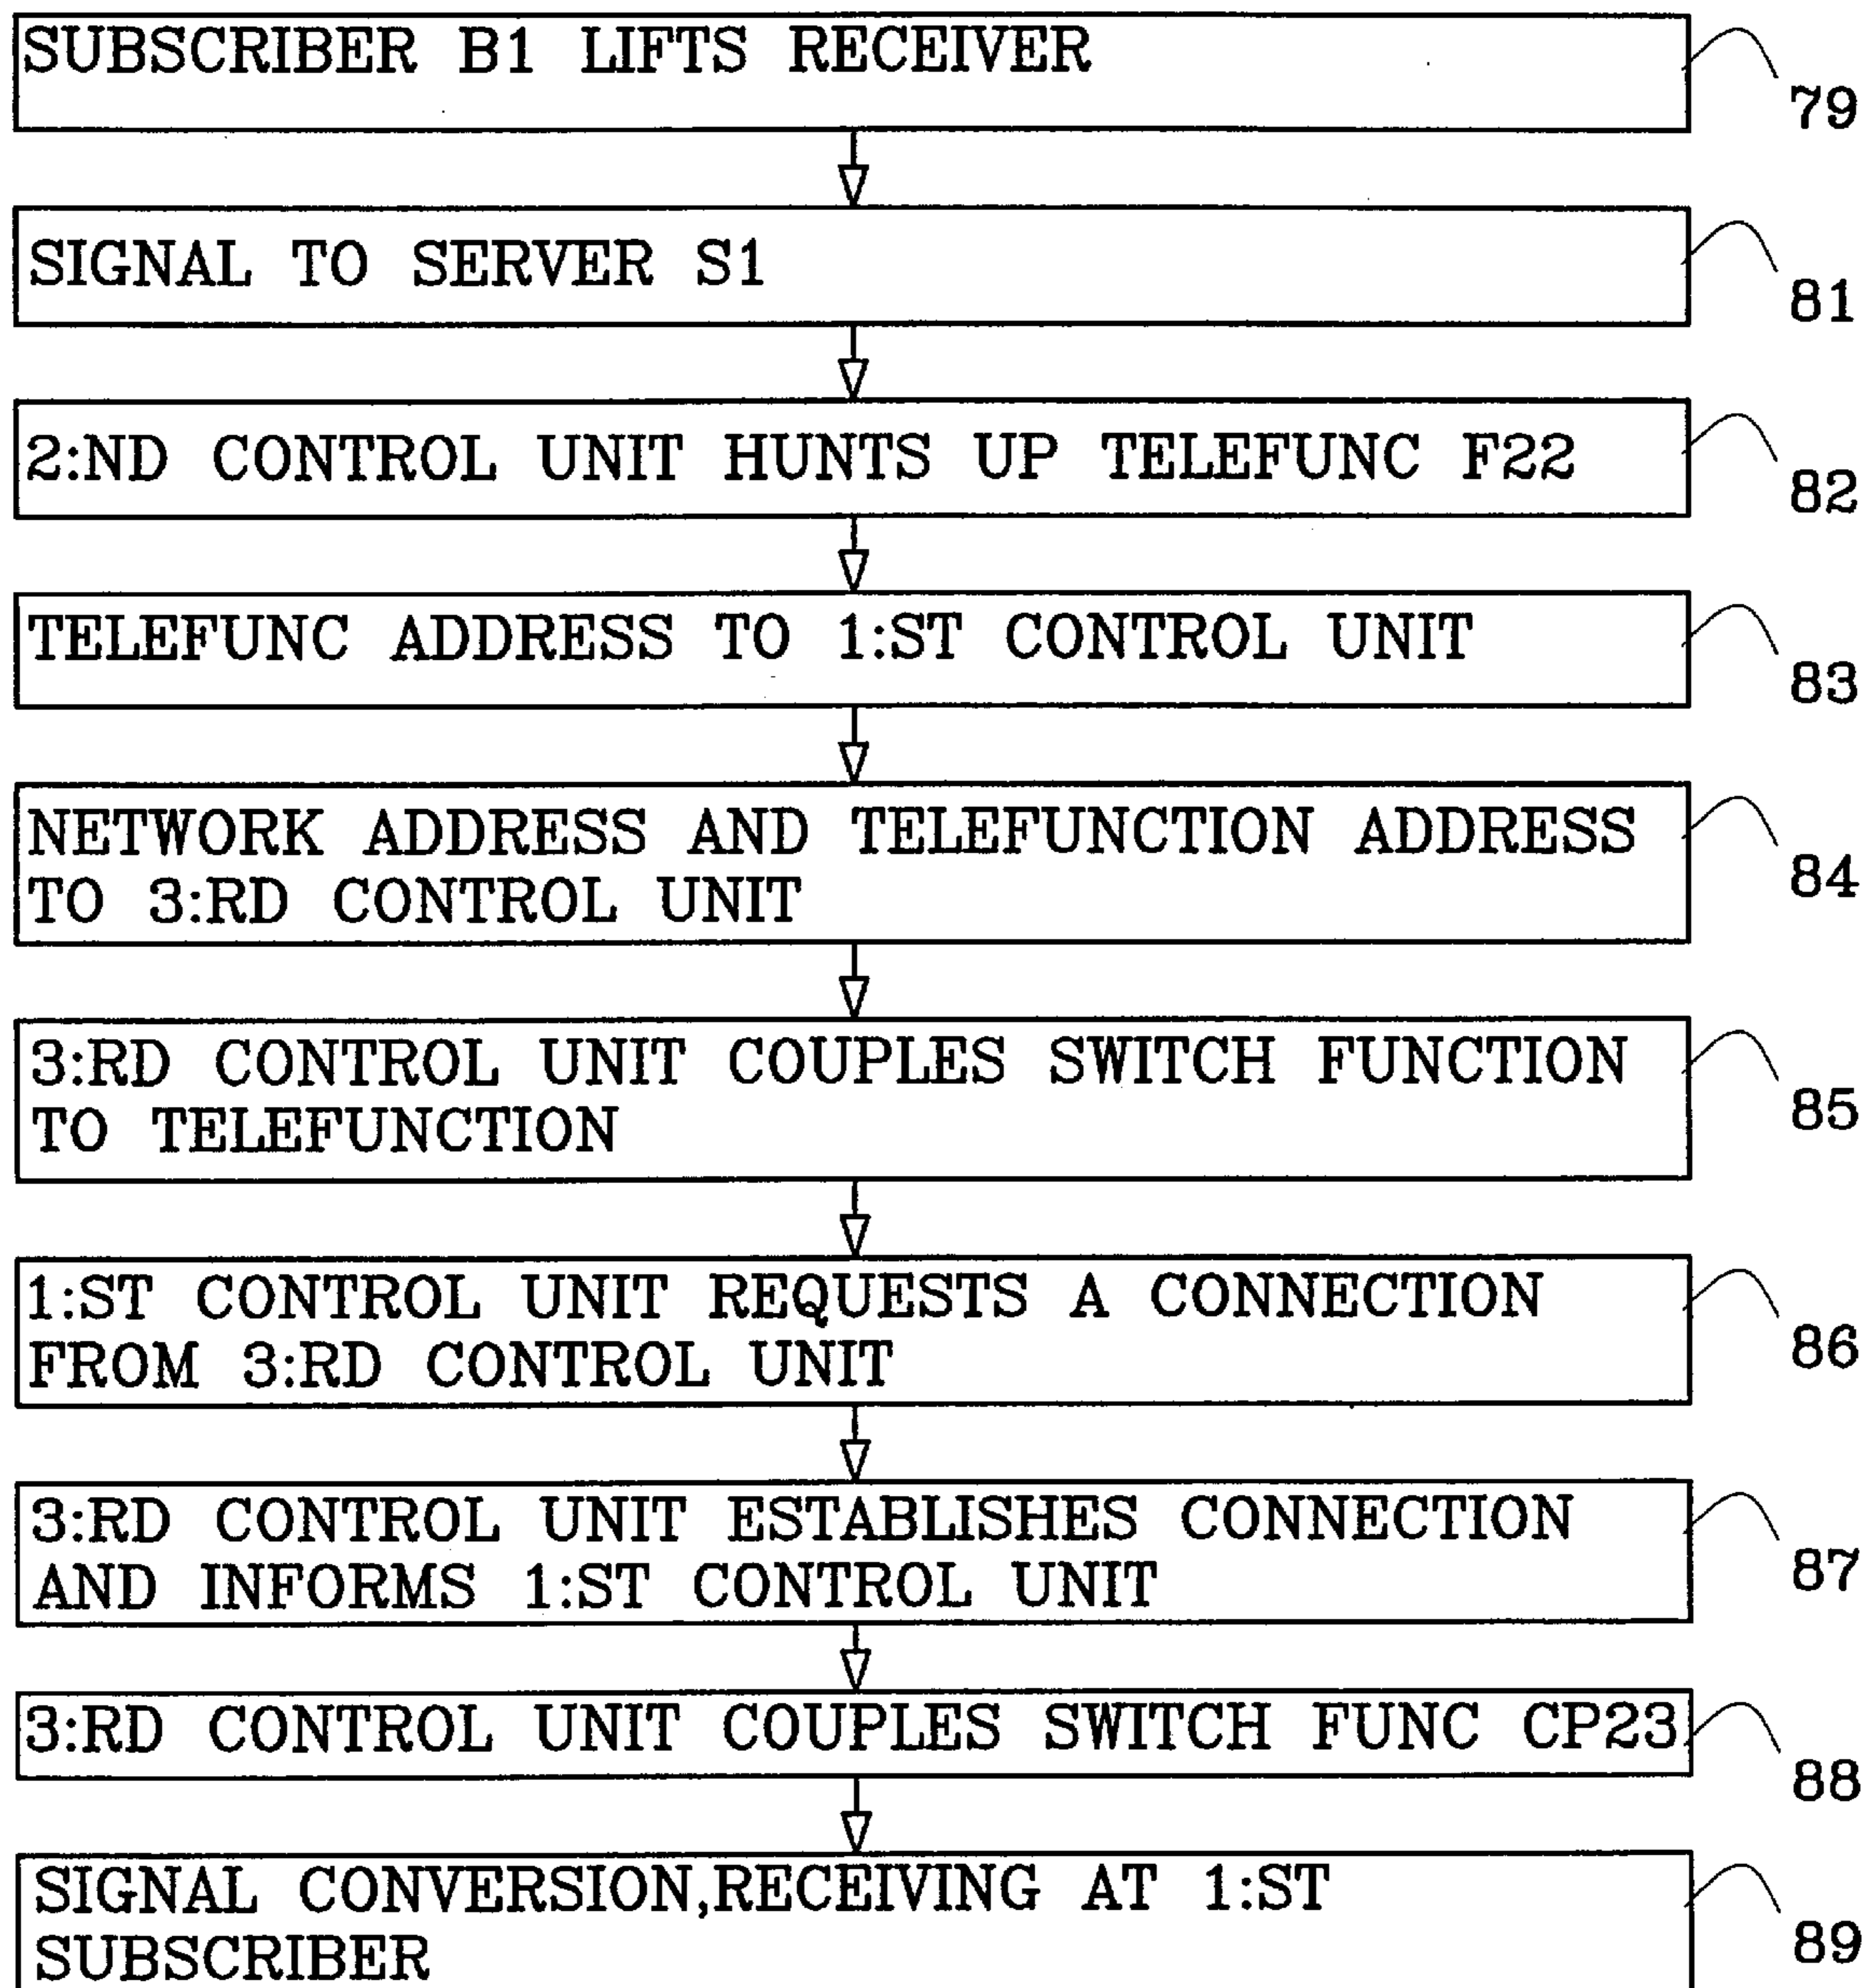 SUBSCRIBER B1 LIFTS RECEIVER
79
SIGNAL TO SERVER S1
81
2:ND CONTROL UNIT HUNTS UP TELEFUNC F22
82
TELEFUNC ADDRESS TO 1:ST CONTROL UNIT
83
NETWORK ADDRESS AND TELEFUNCTION ADDRESS
TO 3:RD CONTROL UNIT
84
3:RD CONTROL UNIT COUPLES SWITCH FUNCTION
TO TELEFUNCTION
85
1:ST CONTROL UNIT REQUESTS A CONNECTION
FROM 3:RD CONTROL UNIT
86
3:RD CONTROL UNIT ESTABLISHES CONNECTION
AND INFORMS 1:ST CONTROL UNIT
87
3:RD CONTROL UNIT COUPLES SWITCH FUNC CP23
88
SIGNAL CONVERSION,RECEIVING AT 1:ST
SUBSCRIBER
89